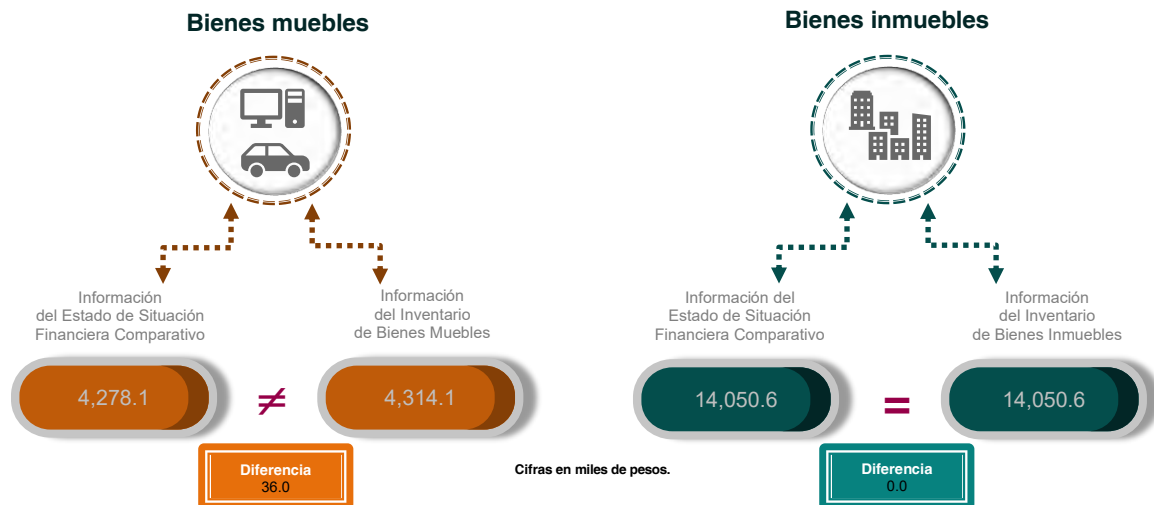 Bienes muebles
Información
del Estado de Situación
Financiera Comparativo
Información
del Inventario
de Bienes Muebles
4,278.1
≠
4,314.1
Diferencia
36.0
Cifras en miles de pesos.
Bienes inmuebles
Información del
Estado de Situación
Financiera Comparativo
Información
del Inventario
de Bienes Inmuebles
14,050.6
=
14,050.6
Diferencia
0.0